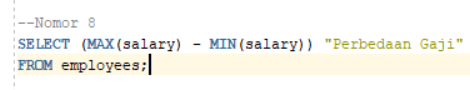 --Nomor 8
SELECT (MAX(salary) - MIN(salary)) "Perbedaan Gaji"
FROM employees;